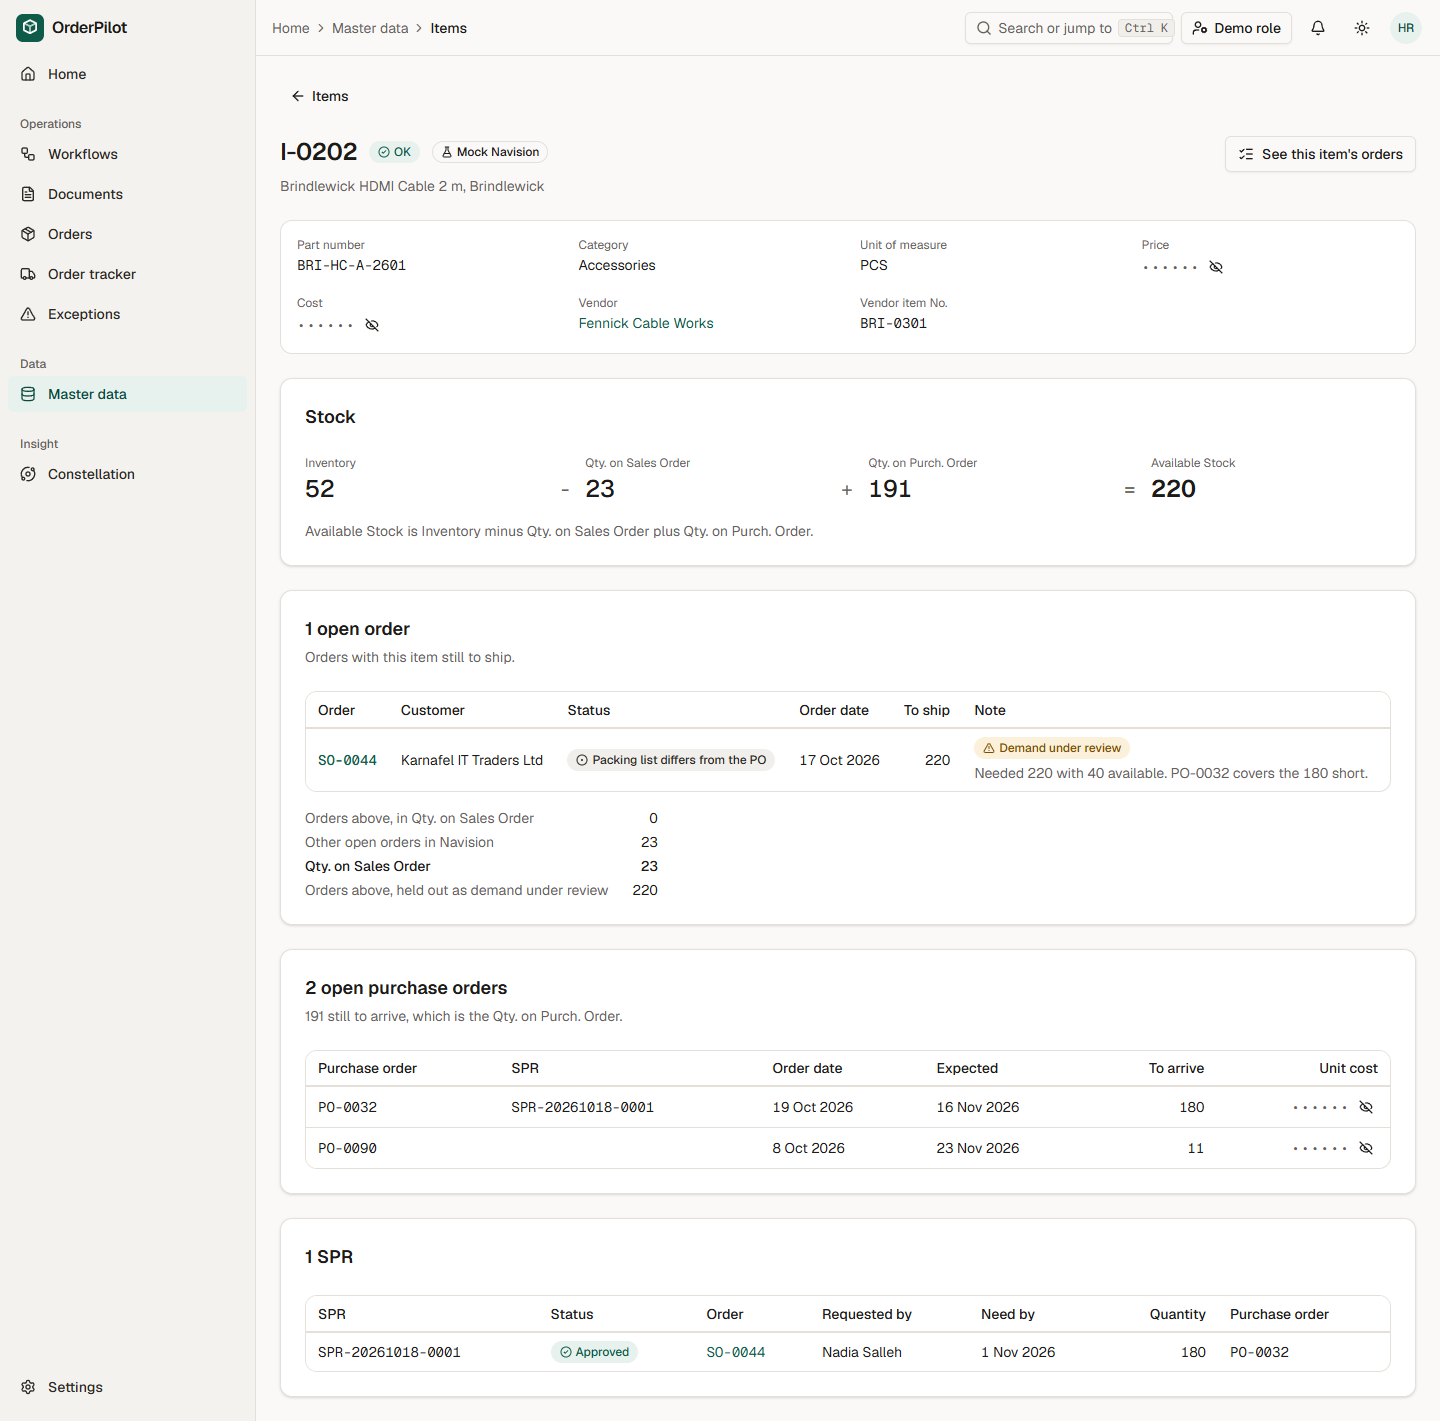 OrderPilot
Home
Operations
Workflows
Documents
Orders
Order tracker
Exceptions
Data
Master data
Insight
Constellation
Settings
Home > Master data > Items
Search or jump to Ctrl K
Demo role
HR
Items
I-0202 OK Mock Navision
See this item's orders
Brindlewick HDMI Cable 2 m, Brindlewick
Part number Category Unit of measure Price
BRI-HC-A-2601 Accessories PCS ······
Cost Vendor Vendor item No.
······ Fennick Cable Works BRI-0301
Stock
Inventory Qty. on Sales Order Qty. on Purch. Order Available Stock
52 - 23 + 191 = 220
Available Stock is Inventory minus Qty. on Sales Order plus Qty. on Purch. Order.
1 open order
Orders with this item still to ship.
Order Customer Status Order date To ship Note
SO-0044 Karnafel IT Traders Ltd Packing list differs from the PO 17 Oct 2026 220 Demand under review
Needed 220 with 40 available. PO-0032 covers the 180 short.
Orders above, in Qty. on Sales Order 0
Other open orders in Navision 23
Qty. on Sales Order 23
Orders above, held out as demand under review 220
2 open purchase orders
191 still to arrive, which is the Qty. on Purch. Order.
Purchase order SPR Order date Expected To arrive Unit cost
PO-0032 SPR-20261018-0001 19 Oct 2026 16 Nov 2026 180 ······
PO-0090 8 Oct 2026 23 Nov 2026 11 ······
1 SPR
SPR Status Order Requested by Need by Quantity Purchase order
SPR-20261018-0001 Approved SO-0044 Nadia Salleh 1 Nov 2026 180 PO-0032